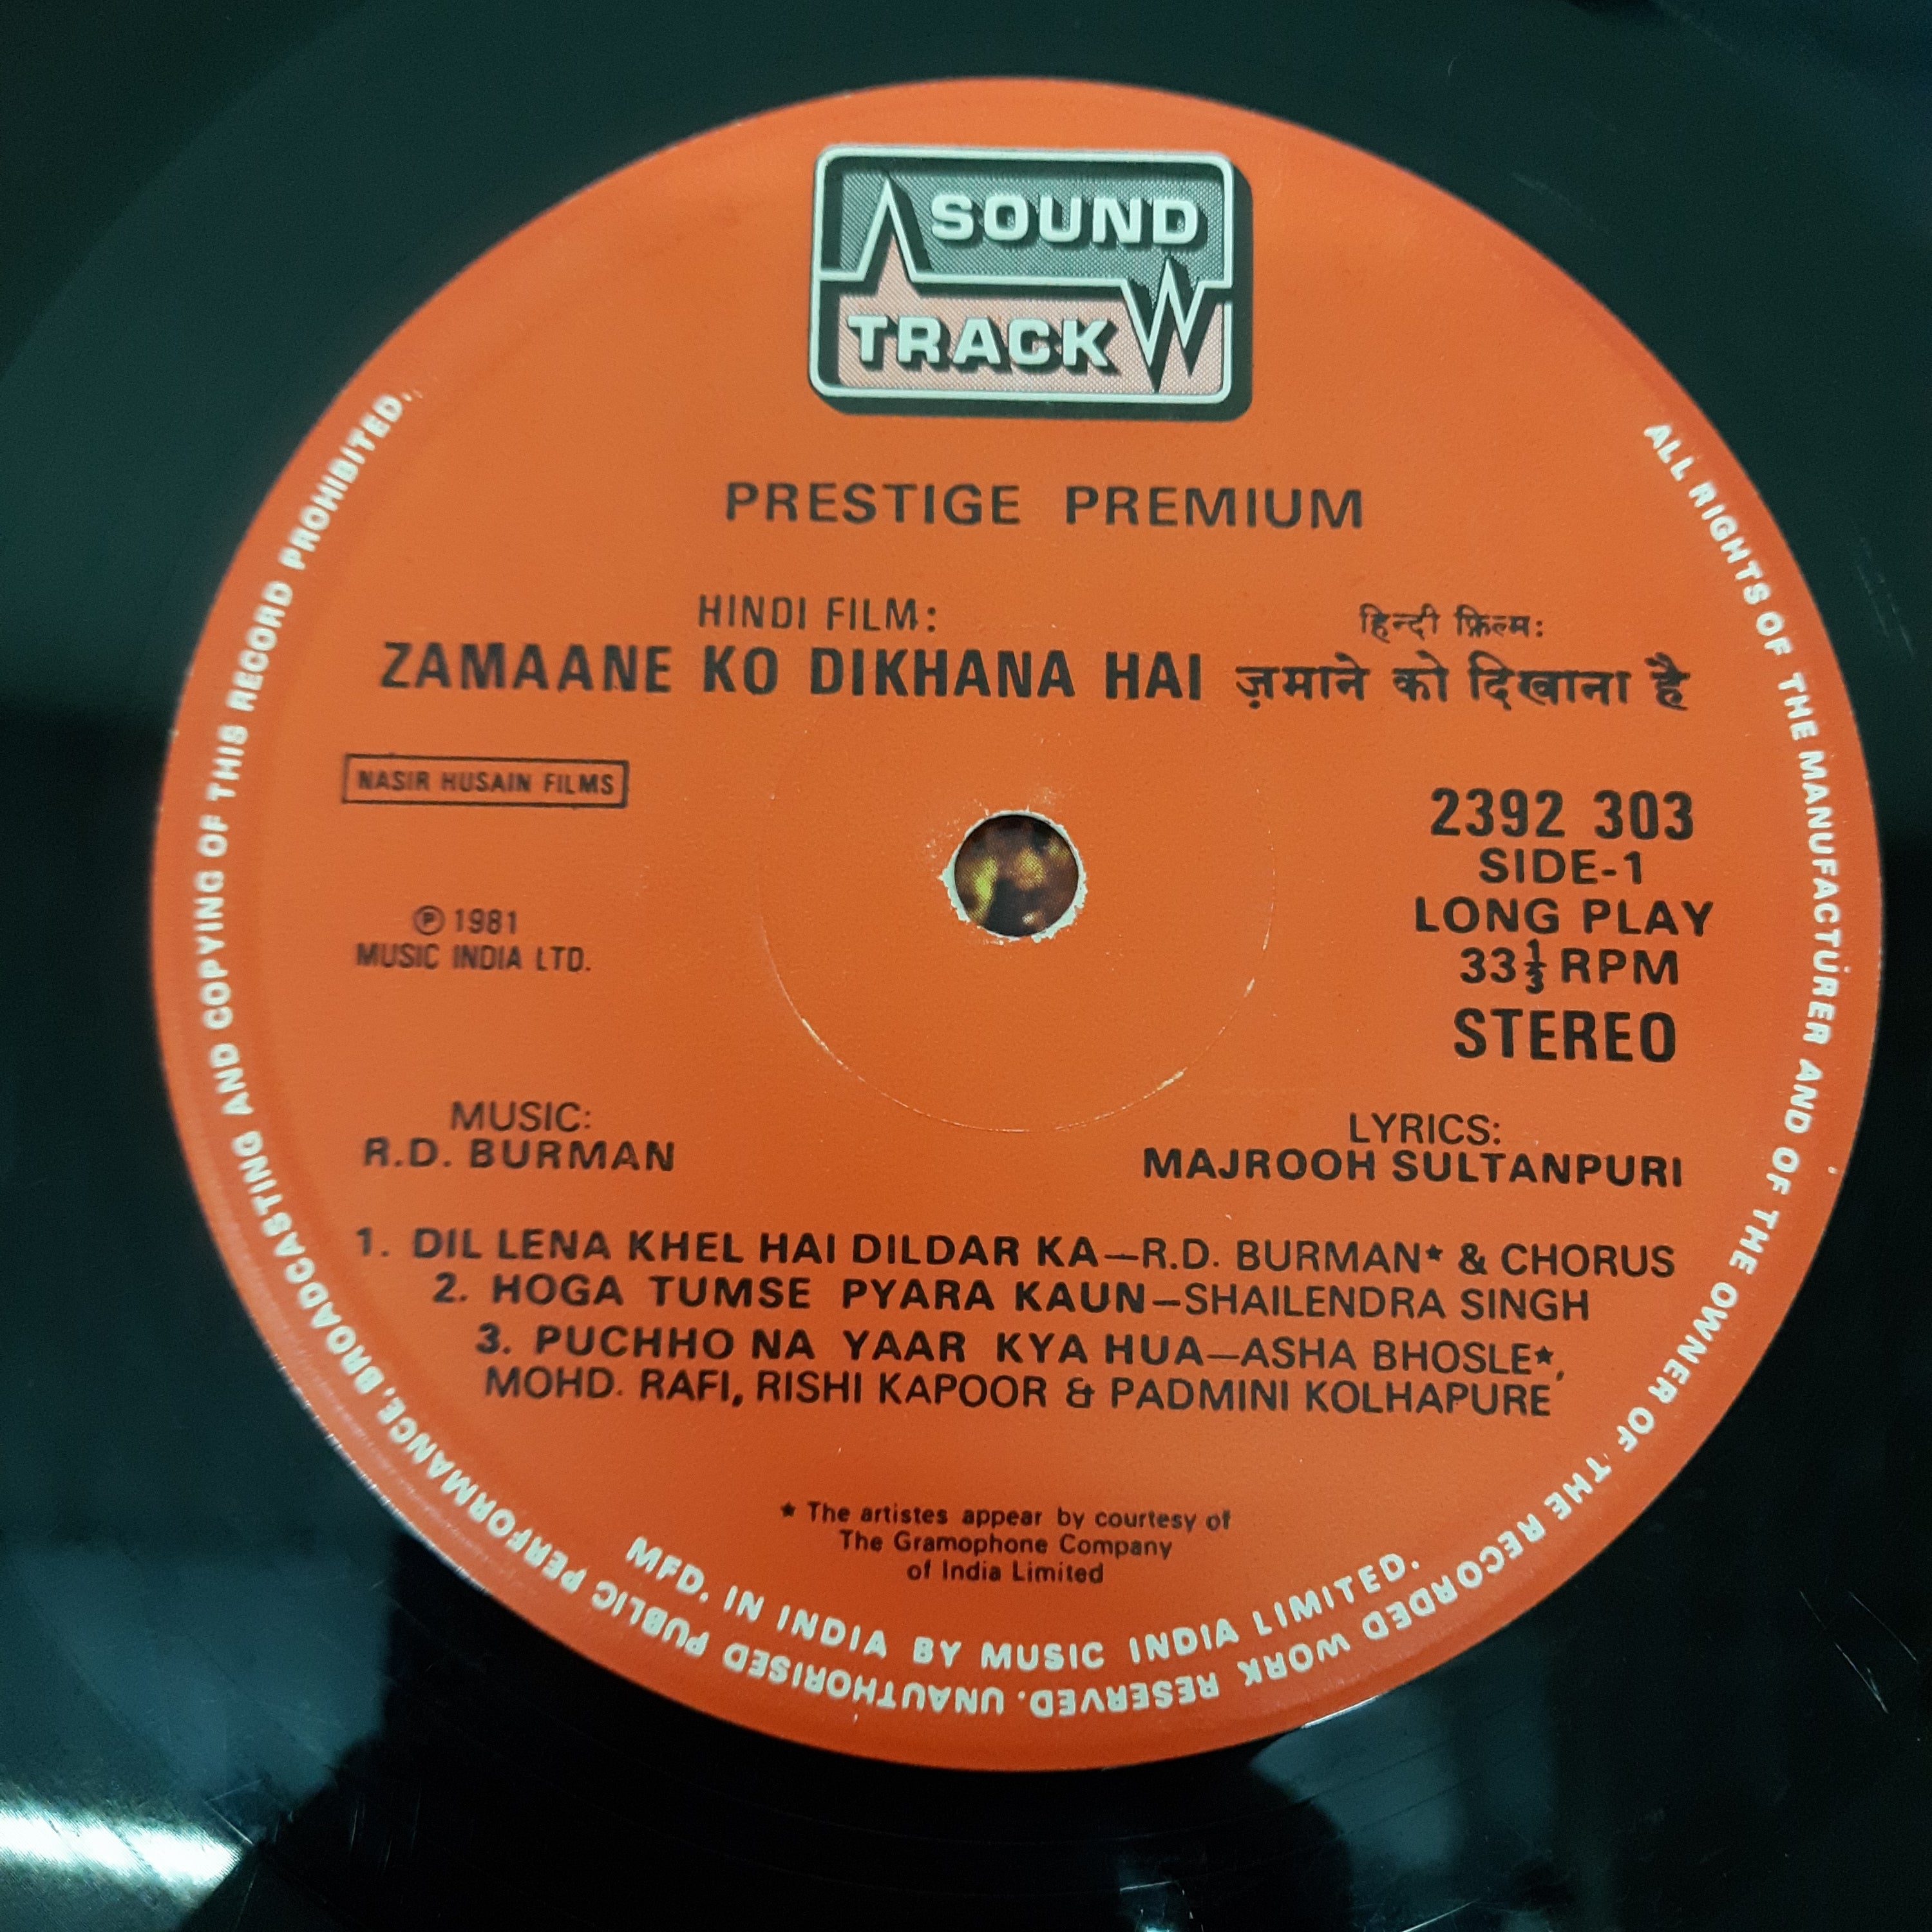 SOUND
TRACK
PRESTIGE PREMIUM
HINDI FILM:
हिन्दी फ़िल्म:
ZAMAANE KO DIKHANA HAI ज़माने को दिखाना है
NASIR HUSAIN FILMS
2392 303
SIDE-1
LONG PLAY
33⅓ RPM
STEREO
℗ 1981
MUSIC INDIA LTD.
MUSIC:
R.D. BURMAN
LYRICS:
MAJROOH SULTANPURI
1. DIL LENA KHEL HAI DILDAR KA—R.D. BURMAN★ & CHORUS
2. HOGA TUMSE PYARA KAUN—SHAILENDRA SINGH
3. PUCHHO NA YAAR KYA HUA—ASHA BHOSLE★,
MOHD. RAFI, RISHI KAPOOR & PADMINI KOLHAPURE
★ The artistes appear by courtesy of
The Gramophone Company
of India Limited
MFD. IN INDIA BY MUSIC INDIA LIMITED.
ALL RIGHTS OF THE MANUFACTURER AND OF THE OWNER OF THE RECORDED WORK RESERVED. UNAUTHORISED PUBLIC PERFORMANCE, BROADCASTING AND COPYING OF THIS RECORD PROHIBITED.